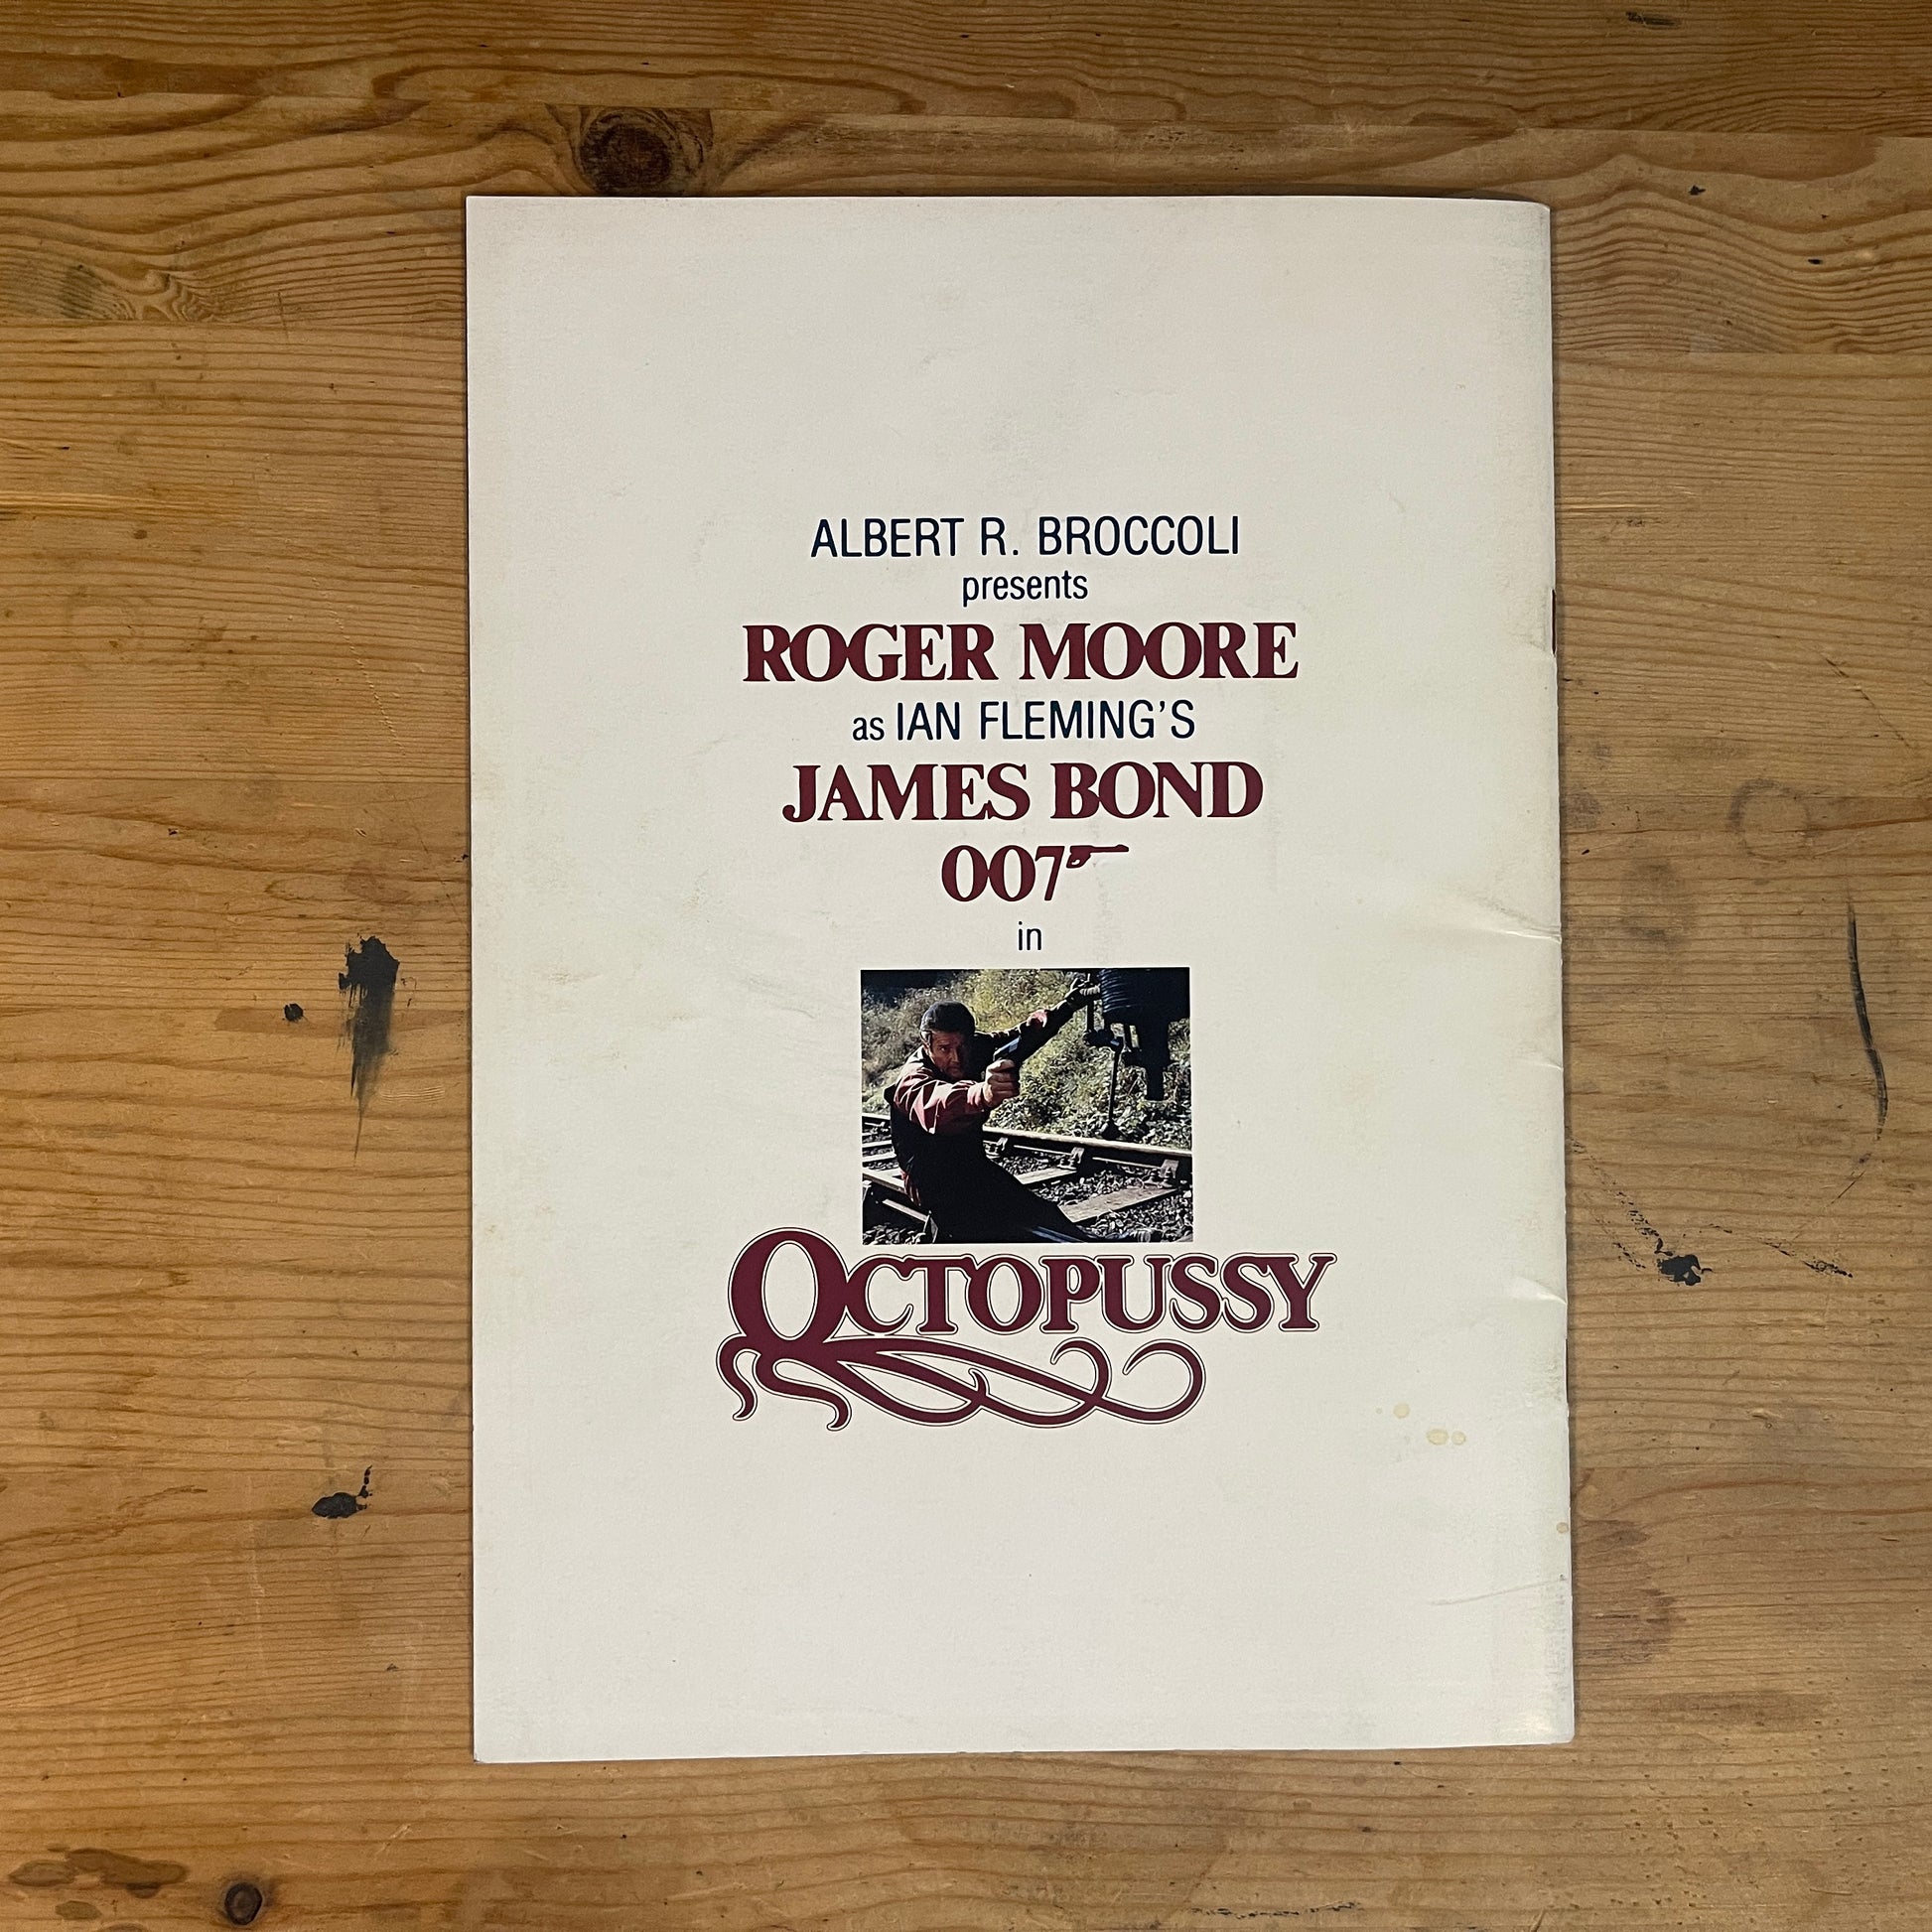 ALBERT R. BROCCOLI
presents
ROGER MOORE
as IAN FLEMING'S
JAMES BOND
007
in
OCTOPUSSY